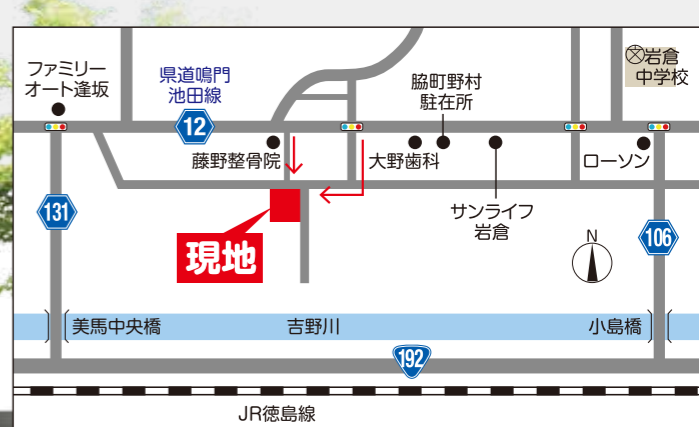 ファミリー
オート逢坂
県道鳴門
池田線
12
脇町野村
駐在所
岩倉
中学校
藤野整骨院
大野歯科
ローソン
サンライフ
岩倉
131
現地
N
106
美馬中央橋
吉野川
小島橋
192
JR徳島線